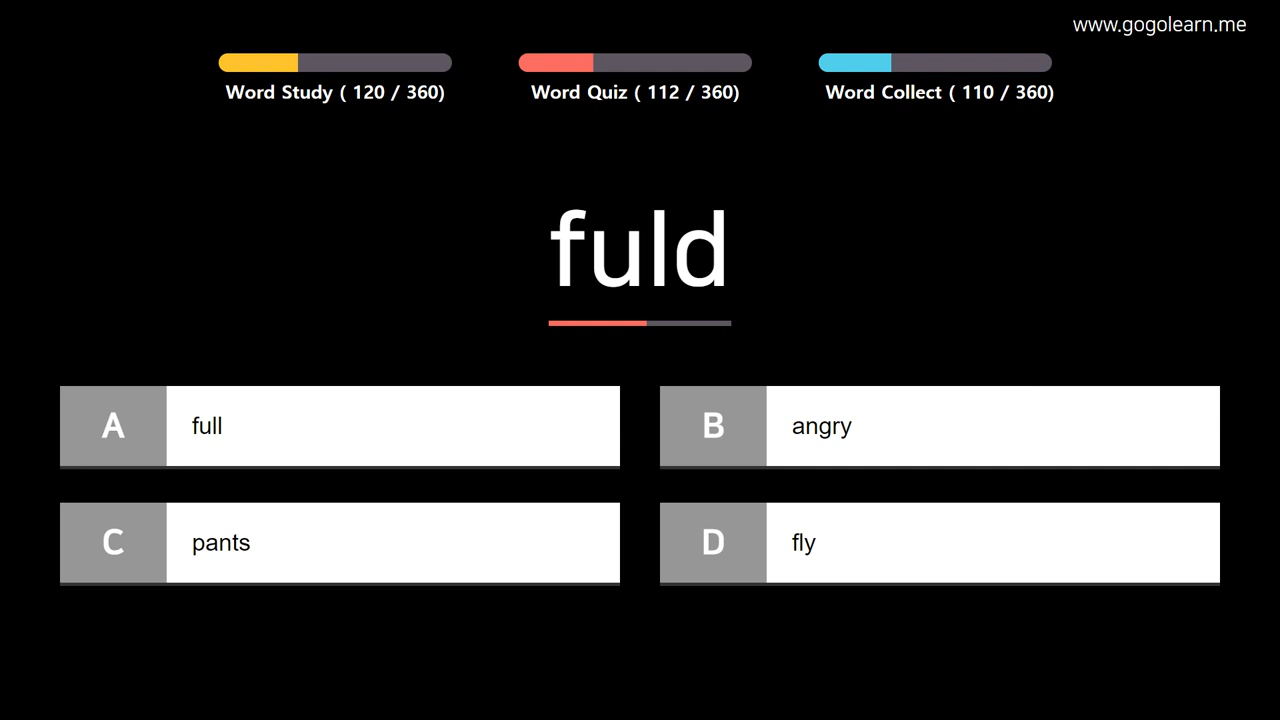 www.gogolearn.me
Word Study ( 120 / 360)
Word Quiz ( 112 / 360)
Word Collect ( 110 / 360)
fuld
A full
B angry
C pants
D fly